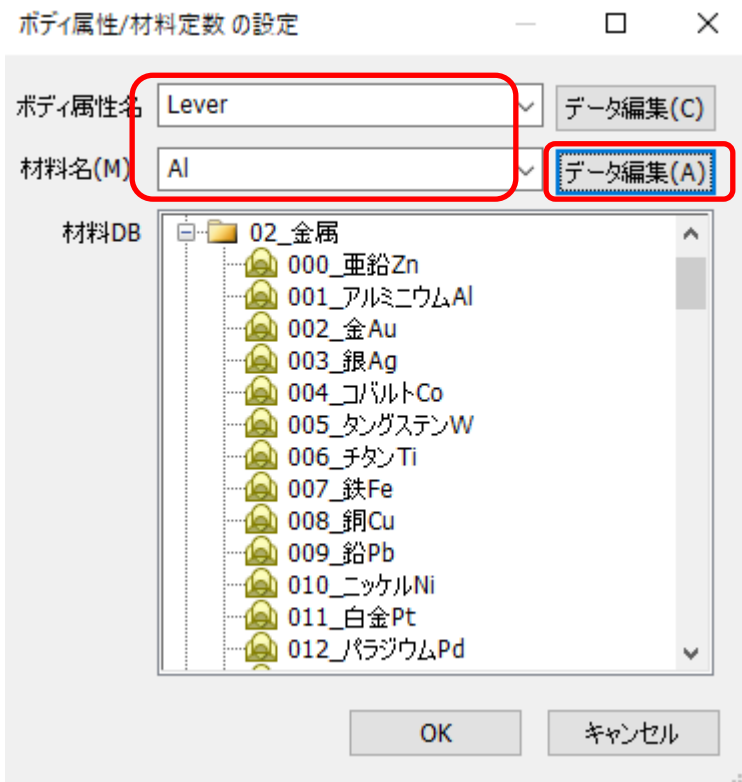 ボディ属性/材料定数 の設定
ボディ属性名 Lever データ編集(C)
材料名(M) Al データ編集(A)
材料DB
02_金属
000_亜鉛Zn
001_アルミニウムAl
002_金Au
003_銀Ag
004_コバルトCo
005_タングステンW
006_チタンTi
007_鉄Fe
008_銅Cu
009_鉛Pb
010_ニッケルNi
011_白金Pt
012_パラジウムPd
OK キャンセル